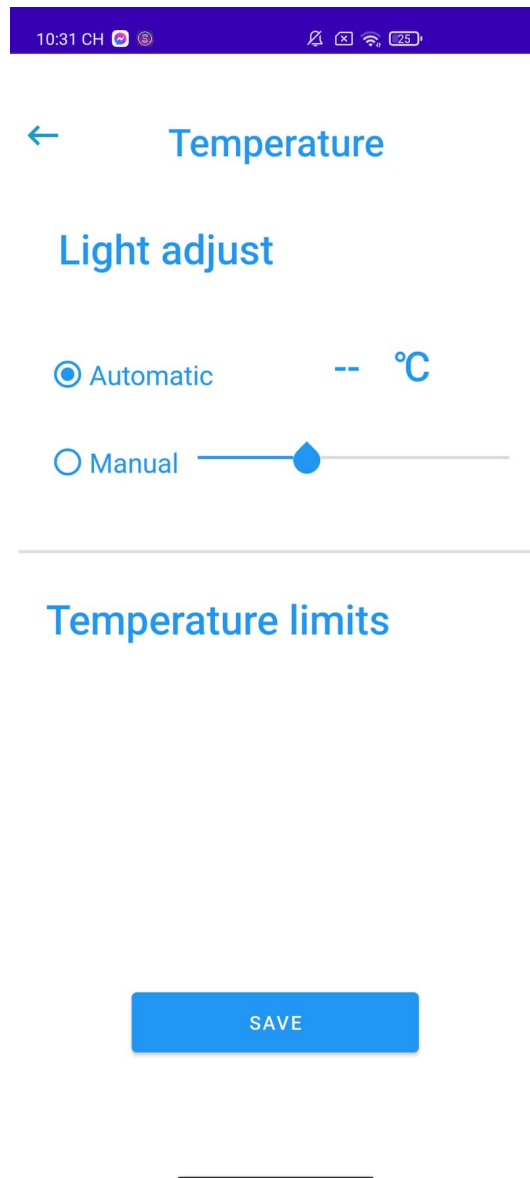 10:31 CH 25
Temperature
Light adjust
Automatic -- °C
Manual
Temperature limits
SAVE